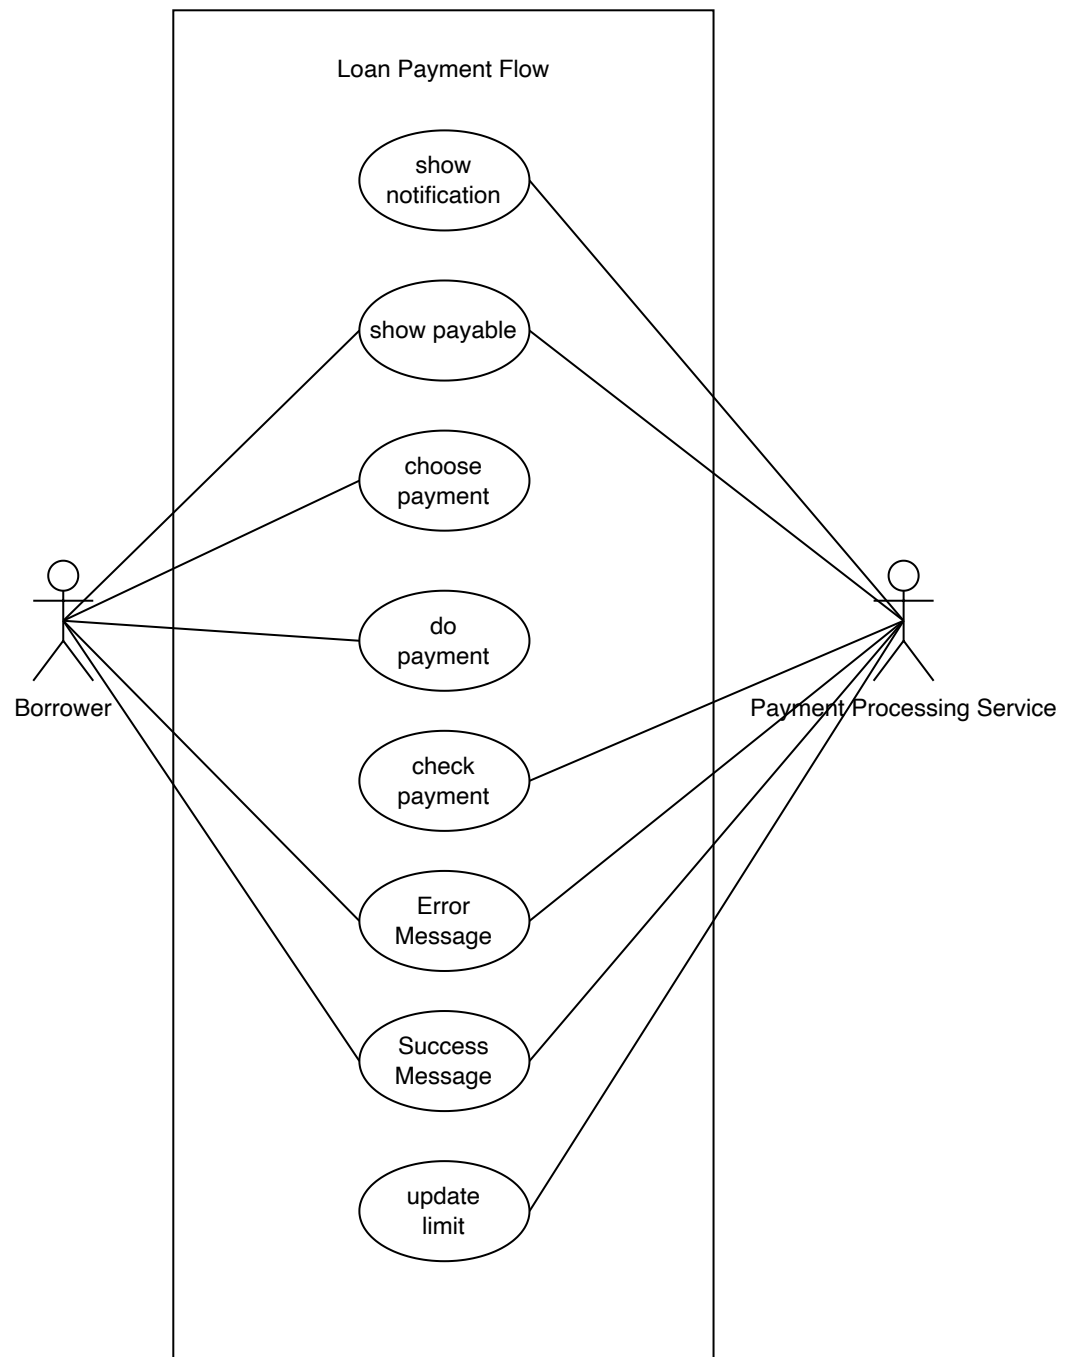 Loan Payment Flow
show
notification
show payable
choose
payment
do
payment
Borrower
Payment Processing Service
check
payment
Error
Message
Success
Message
update
limit